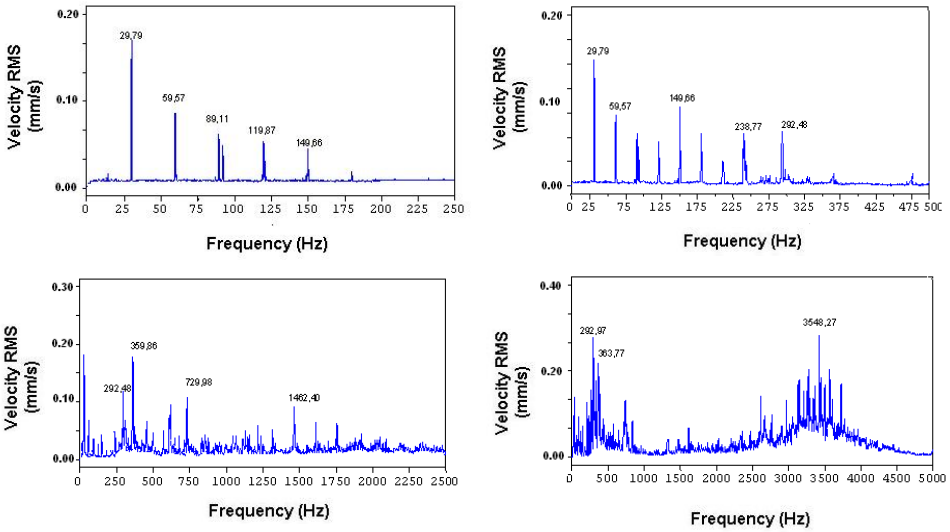 Velocity RMS
(mm/s)
0.20
0.10
0.00
29,79
59,57
89,11
119,87
149,66
0 25 50 75 100 125 150 175 200 225 250
Frequency (Hz)
Velocity RMS
(mm/s)
0.20
0.10
0.00
29,79
59,57
149,66
238,77
292,48
0 25 75 125 175 225 275 325 375 425 475 500
Frequency (Hz)
Velocity RMS
(mm/s)
0.30
0.20
0.10
0.00
292,48
359,86
729,98
1462,40
0 250 500 750 1000 1250 1500 1750 2000 2250 2500
Frequency (Hz)
Velocity RMS
(mm/s)
0.40
0.20
0.00
292,97
363,77
3548,27
0 500 1000 1500 2000 2500 3000 3500 4000 4500 5000
Frequency (Hz)